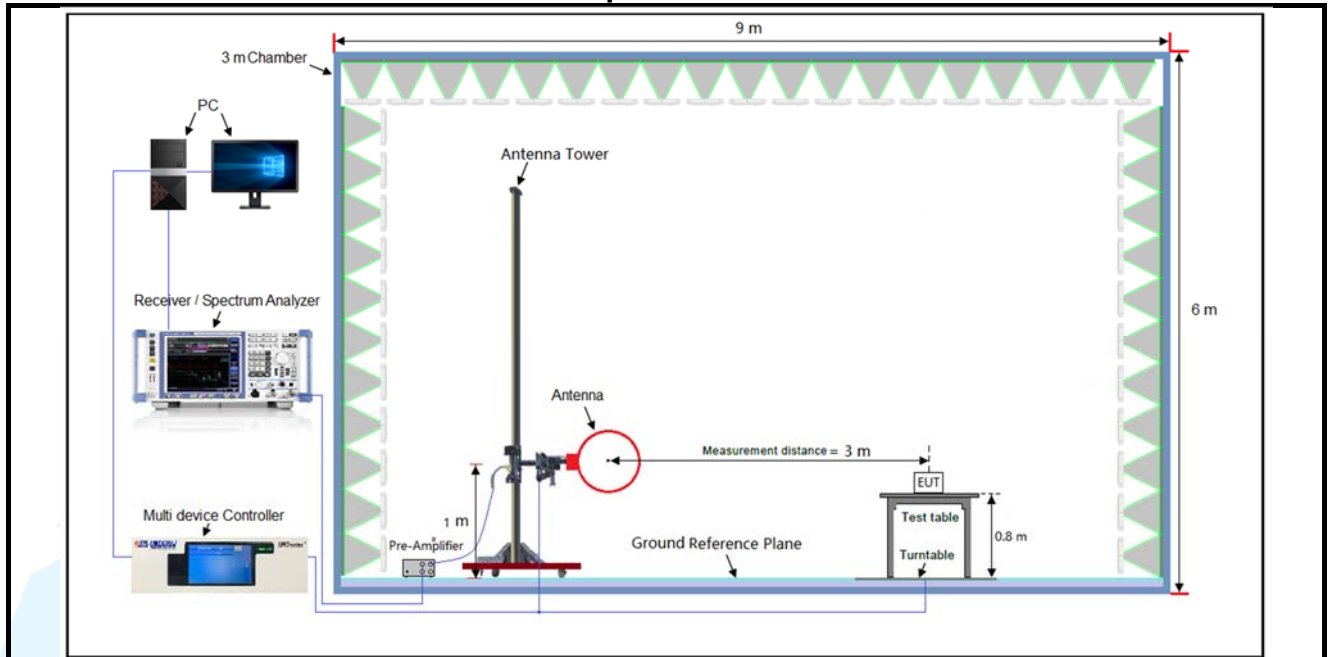 9 m
3 m Chamber
PC
Antenna Tower
Receiver / Spectrum Analyzer
6 m
Antenna
Measurement distance = 3 m
EUT
Multi device Controller
1 m
Test table
0.8 m
Pre-Amplifier
Ground Reference Plane
Turntable